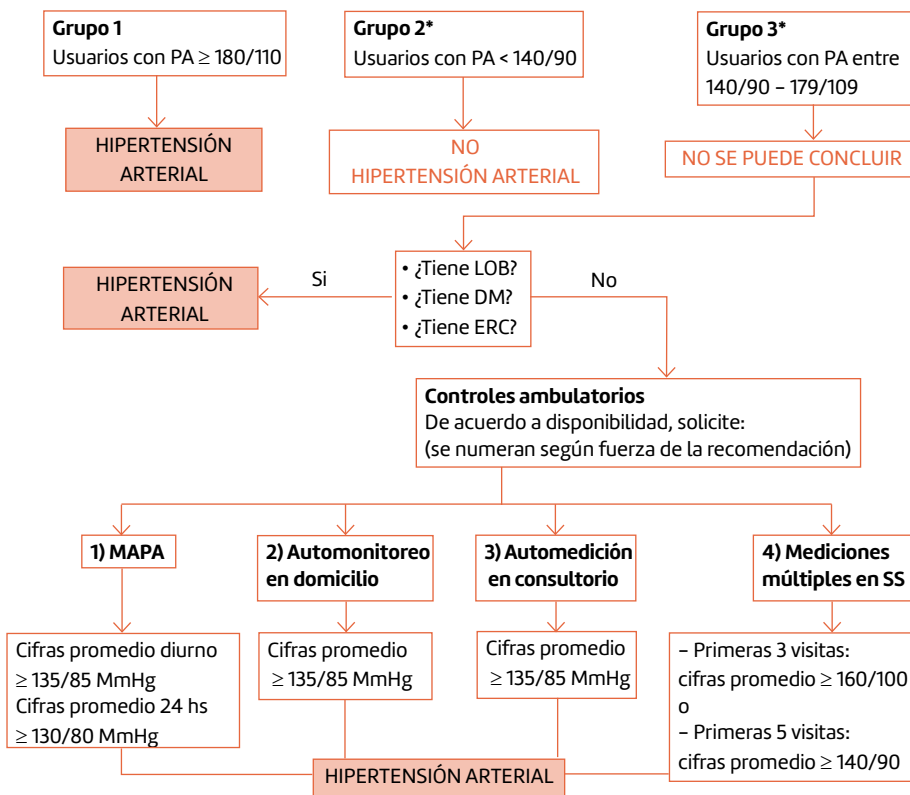 Grupo 1
Usuarios con PA ≥ 180/110
HIPERTENSIÓN
ARTERIAL
Grupo 2*
Usuarios con PA < 140/90
NO
HIPERTENSIÓN ARTERIAL
Grupo 3*
Usuarios con PA entre
140/90 – 179/109
NO SE PUEDE CONCLUIR
• ¿Tiene LOB?
• ¿Tiene DM?
• ¿Tiene ERC?
Si
HIPERTENSIÓN
ARTERIAL
No
Controles ambulatorios
De acuerdo a disponibilidad, solicite:
(se numeran según fuerza de la recomendación)
1) MAPA
Cifras promedio diurno
≥ 135/85 MmHg
Cifras promedio 24 hs
≥ 130/80 MmHg
2) Automonitoreo
en domicilio
Cifras promedio
≥ 135/85 MmHg
3) Automedición
en consultorio
Cifras promedio
≥ 135/85 MmHg
4) Mediciones
múltiples en SS
– Primeras 3 visitas:
cifras promedio ≥ 160/100
o
– Primeras 5 visitas:
cifras promedio ≥ 140/90
HIPERTENSIÓN ARTERIAL